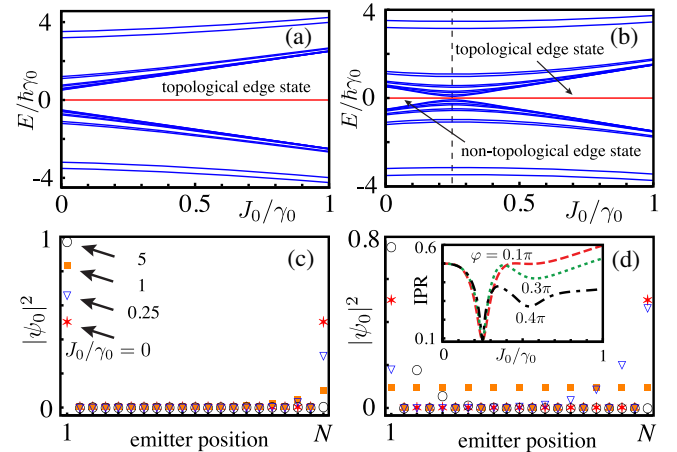 4
(a)
topological edge state
0
-4
E/ħγ₀
0
0.5
J₀/γ₀
1
4
(b)
topological edge state
0
non-topological edge state
-4
E/ħγ₀
0
0.5
J₀/γ₀
1
1
(c)
5
1
0.25
J₀/γ₀ = 0
|ψ₀|²
0
1
emitter position
N
0.8
(d)
0.6
φ = 0.1π
0.3π
0.4π
IPR
0.1
0
J₀/γ₀
1
|ψ₀|²
0
1
emitter position
N